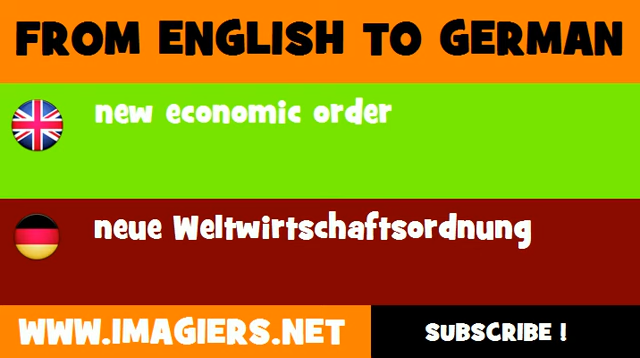 FROM ENGLISH TO GERMAN
new economic order
neue Weltwirtschaftsordnung
WWW.IMAGIERS.NET
SUBSCRIBE !